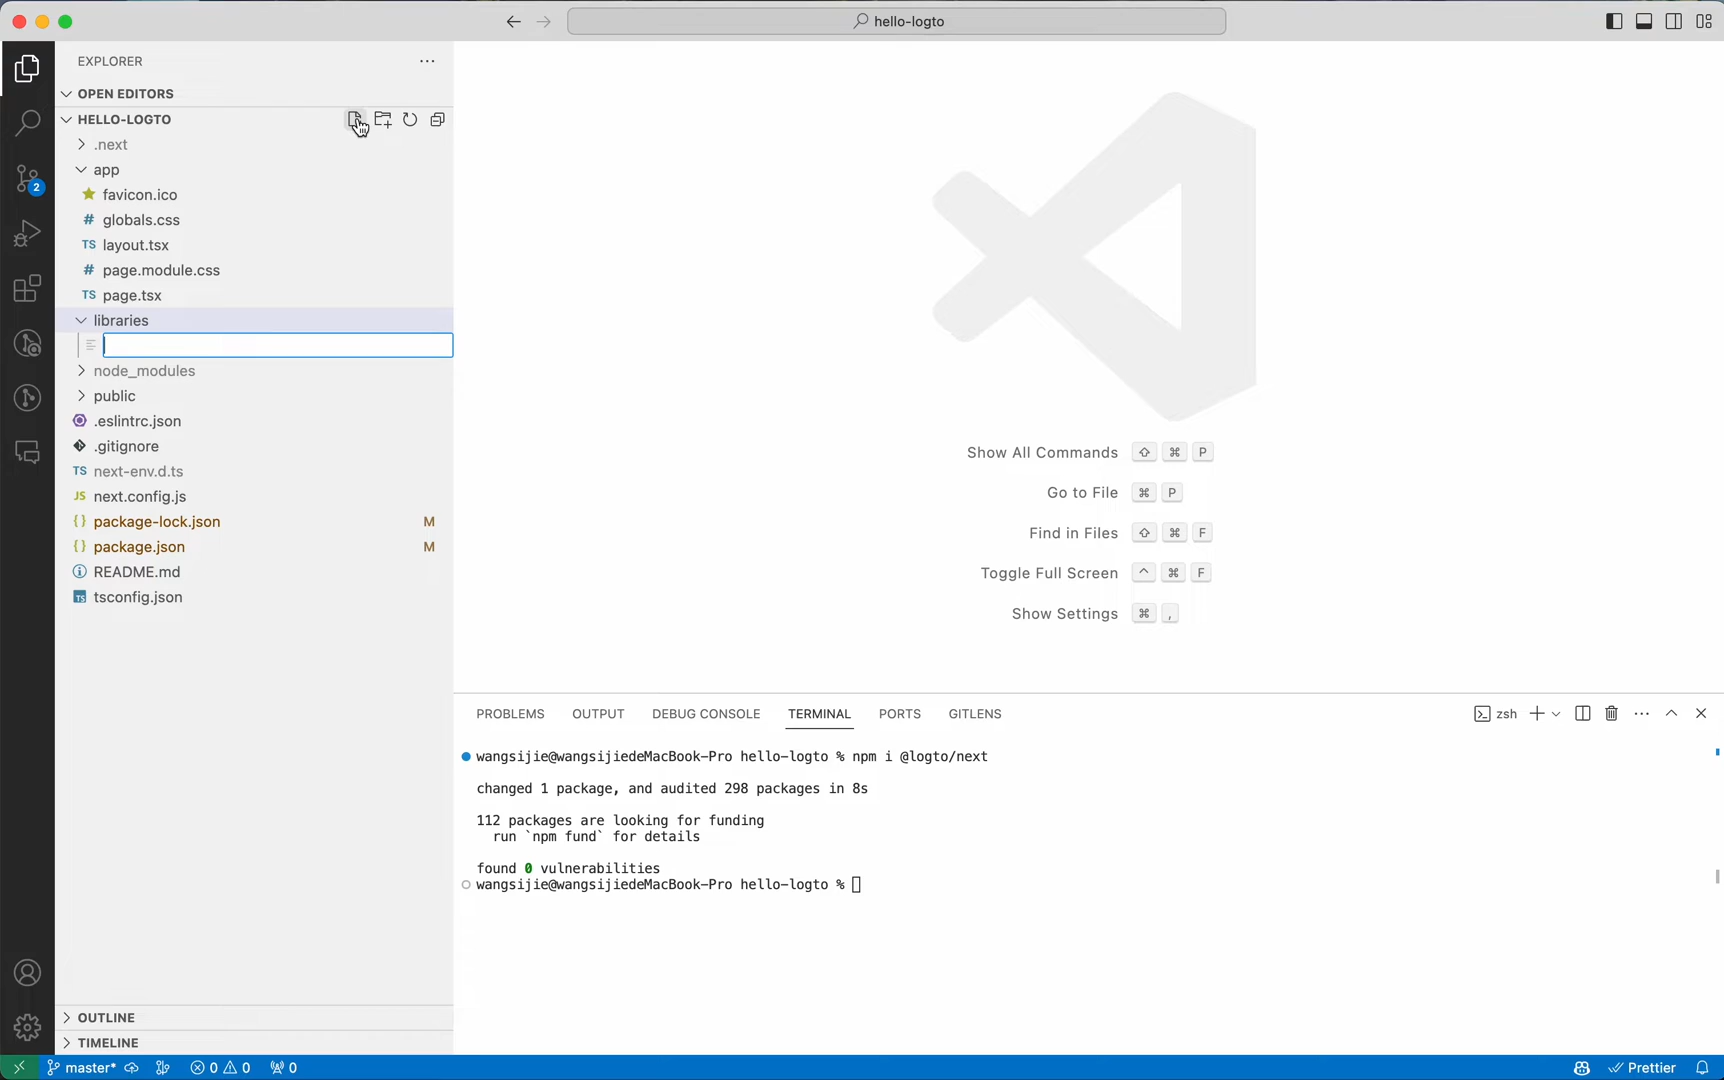 hello-logto
EXPLORER
OPEN EDITORS
HELLO-LOGTO
.next
app
favicon.ico
# globals.css
TS layout.tsx
# page.module.css
TS page.tsx
libraries
node_modules
public
.eslintrc.json
.gitignore
TS next-env.d.ts
JS next.config.js
{} package-lock.json M
{} package.json M
README.md
TS tsconfig.json
OUTLINE
TIMELINE
2
Show All Commands ⇧ ⌘ P
Go to File ⌘ P
Find in Files ⇧ ⌘ F
Toggle Full Screen ^ ⌘ F
Show Settings ⌘ ,
PROBLEMS OUTPUT DEBUG CONSOLE TERMINAL PORTS GITLENS
zsh
wangsijie@wangsijiedeMacBook-Pro hello-logto % npm i @logto/next
changed 1 package, and audited 298 packages in 8s
112 packages are looking for funding
run `npm fund` for details
found 0 vulnerabilities
wangsijie@wangsijiedeMacBook-Pro hello-logto %
master* 0 0 0 Prettier